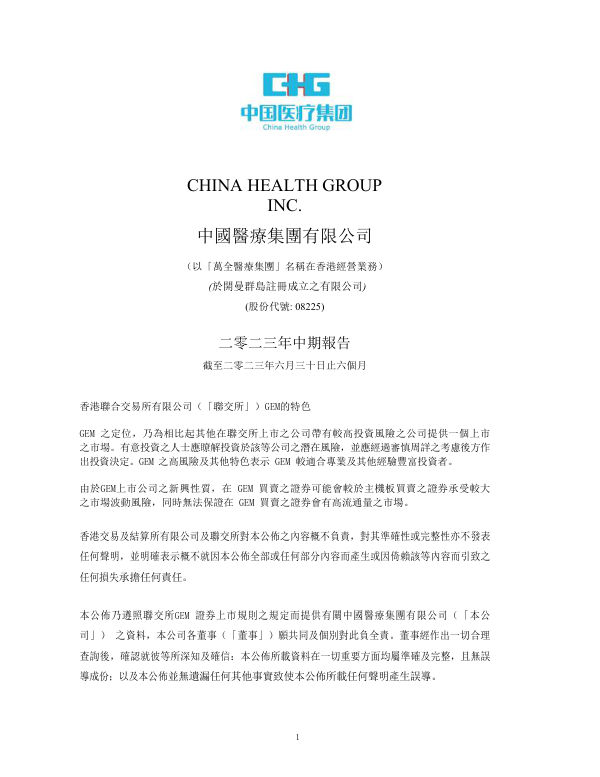 CHG
中国医疗集团
China Health Group
CHINA HEALTH GROUP
INC.
中國醫療集團有限公司
（以「萬全醫療集團」名稱在香港經營業務）
(於開曼群島註冊成立之有限公司)
(股份代號: 08225)
二零二三年中期報告
截至二零二三年六月三十日止六個月
香港聯合交易所有限公司（「聯交所」）GEM的特色
GEM 之定位，乃為相比起其他在聯交所上市之公司帶有較高投資風險之公司提供一個上市
之市場。有意投資之人士應瞭解投資於該等公司之潛在風險，並應經過審慎周詳之考慮後方作
出投資決定。GEM 之高風險及其他特色表示 GEM 較適合專業及其他經驗豐富投資者。
由於GEM上市公司之新興性質，在 GEM 買賣之證券可能會較於主機板買賣之證券承受較大
之市場波動風險，同時無法保證在 GEM 買賣之證券會有高流通量之市場。
香港交易及結算所有限公司及聯交所對本公佈之內容概不負責，對其準確性或完整性亦不發表
任何聲明，並明確表示概不就因本公佈全部或任何部分內容而產生或因倚賴該等內容而引致之
任何損失承擔任何責任。
本公佈乃遵照聯交所GEM 證券上市規則之規定而提供有關中國醫療集團有限公司（「本公
司」） 之資料，本公司各董事（「董事」）願共同及個別對此負全責。董事經作出一切合理
查詢後，確認就彼等所深知及確信：本公佈所載資料在一切重要方面均屬準確及完整，且無誤
導成份；以及本公佈並無遺漏任何其他事實致使本公佈所載任何聲明產生誤導。
1